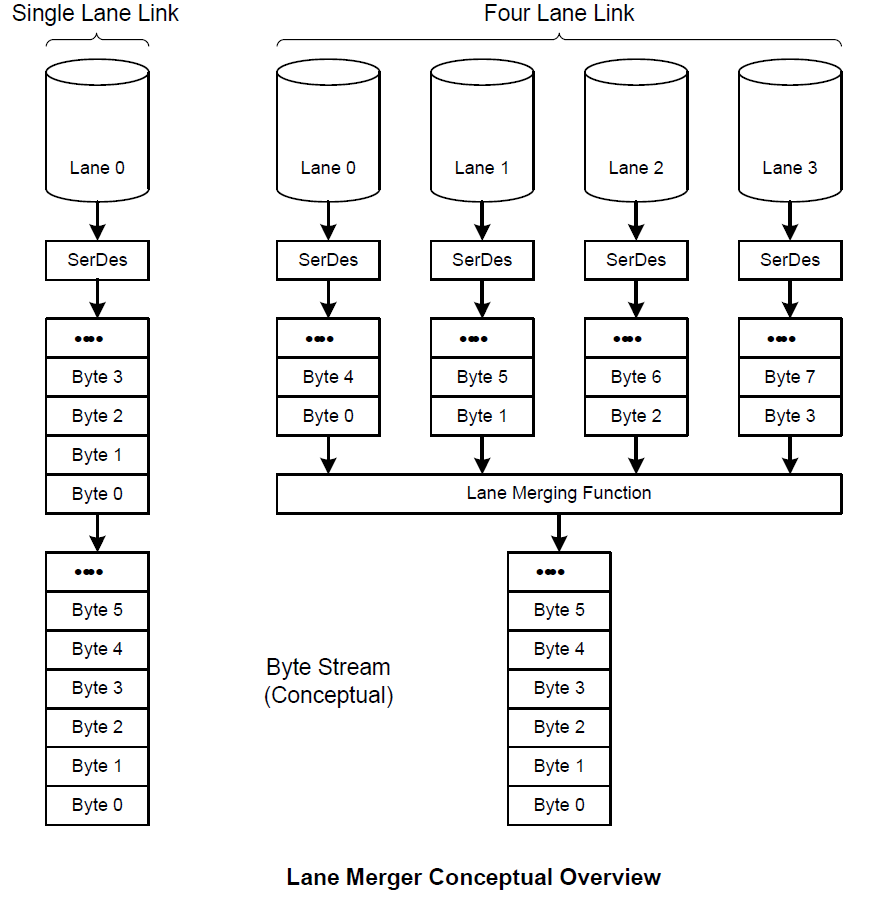 Single Lane Link
Four Lane Link
Lane 0
Lane 0
Lane 1
Lane 2
Lane 3
SerDes
SerDes
SerDes
SerDes
SerDes
••••
••••
••••
••••
••••
Byte 3
Byte 4
Byte 5
Byte 6
Byte 7
Byte 2
Byte 0
Byte 1
Byte 2
Byte 3
Byte 1
Byte 0
Lane Merging Function
••••
••••
Byte 5
Byte 5
Byte 4
Byte 4
Byte 3
Byte 3
Byte 2
Byte 2
Byte 1
Byte 1
Byte 0
Byte 0
Byte Stream
(Conceptual)
Lane Merger Conceptual Overview